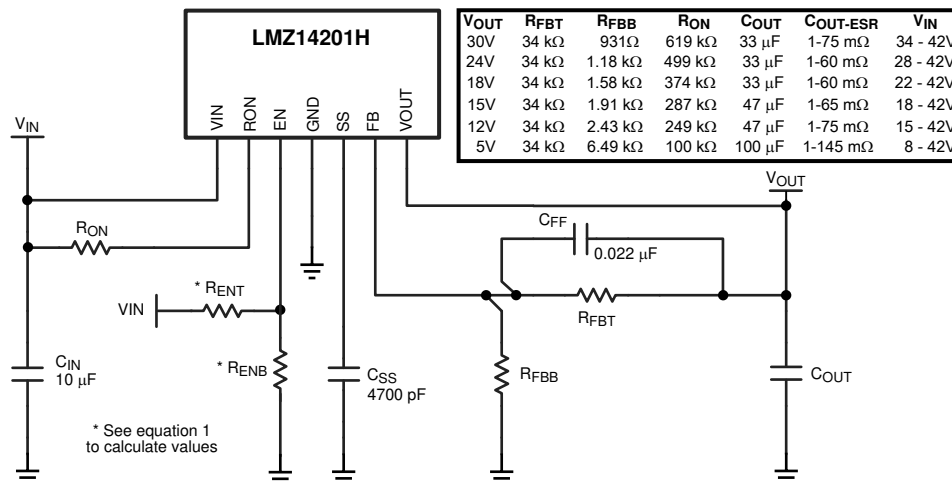 LMZ14201H
VIN
RON
EN
GND
SS
FB
VOUT
VOUT RFBT RFBB RON COUT COUT-ESR VIN
30V 34 kΩ 931Ω 619 kΩ 33 μF 1-75 mΩ 34 - 42V
24V 34 kΩ 1.18 kΩ 499 kΩ 33 μF 1-60 mΩ 28 - 42V
18V 34 kΩ 1.58 kΩ 374 kΩ 33 μF 1-60 mΩ 22 - 42V
15V 34 kΩ 1.91 kΩ 287 kΩ 47 μF 1-65 mΩ 18 - 42V
12V 34 kΩ 2.43 kΩ 249 kΩ 47 μF 1-75 mΩ 15 - 42V
5V 34 kΩ 6.49 kΩ 100 kΩ 100 μF 1-145 mΩ 8 - 42V
VIN
VOUT
RON
CFF
0.022 μF
* RENT
VIN
RFBT
* RENB
CIN
10 μF
CSS
4700 pF
RFBB
COUT
* See equation 1
to calculate values